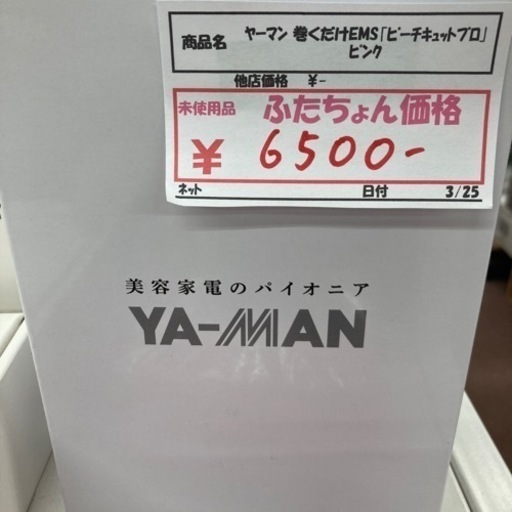 商品名 ヤーマン 巻くだけEMS「ピーチキュットプロ」
ピンク
他店価格 ¥-
未使用品 ふたちょん価格
¥ 6500-
ネット 日付 3/25
美容家電のパイオニア
YA-MAN